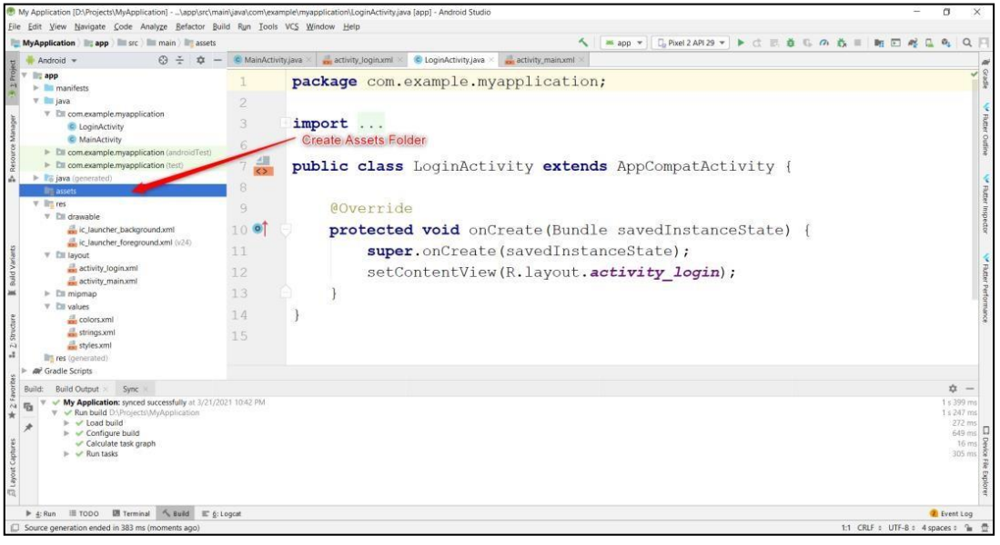 My Application [D:\Projects\MyApplication] - ...\app\src\main\java\com\example\myapplication\LoginActivity.java [app] - Android Studio
File Edit View Navigate Code Analyze Refactor Build Run Tools VCS Window Help
MyApplication app src main assets app Pixel 2 API 29
Android MainActivity.java activity_login.xml LoginActivity.java activity_main.xml
1: Project
Resource Manager
Build Variants
Z: Structure
2: Favorites
Layout Captures
app
manifests
java
com.example.myapplication
LoginActivity
MainActivity
com.example.myapplication (androidTest)
com.example.myapplication (test)
java (generated)
assets
res
drawable
ic_launcher_background.xml
ic_launcher_foreground.xml (v24)
layout
activity_login.xml
activity_main.xml
mipmap
values
colors.xml
strings.xml
styles.xml
res (generated)
Gradle Scripts
1 package com.example.myapplication;
2
3 import ...
Create Assets Folder
6
7 public class LoginActivity extends AppCompatActivity {
8
9 @Override
10 protected void onCreate(Bundle savedInstanceState) {
11 super.onCreate(savedInstanceState);
12 setContentView(R.layout.activity_login);
13 }
14 }
15
Gradle
Flutter Outline
Flutter Inspector
Flutter Performance
Device File Explorer
Build: Build Output Sync
My Application: synced successfully at 3/21/2021 10:42 PM 1 s 399 ms
Run build D:\Projects\MyApplication 1 s 247 ms
Load build 272 ms
Configure build 649 ms
Calculate task graph 16 ms
Run tasks 305 ms
4: Run TODO Terminal Build 6: Logcat Event Log
Source generation ended in 383 ms (moments ago) 1:1 CRLF UTF-8 4 spaces